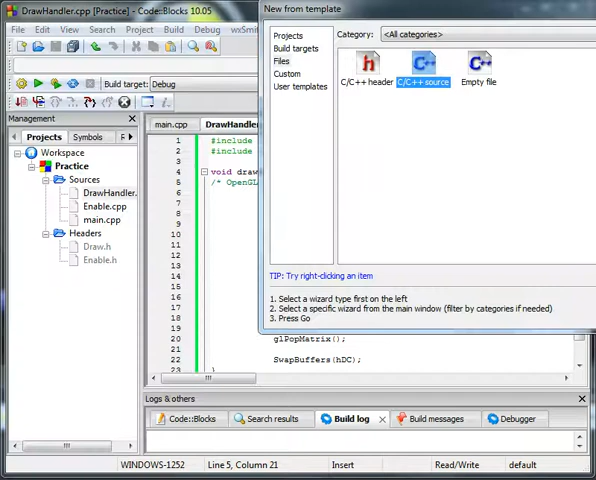 DrawHandler.cpp [Practice] - Code::Blocks 10.05
File Edit View Search Project Build Debug wxSmi
Build target: Debug
Management
Projects Symbols F
Workspace
Practice
Sources
DrawHandler.
Enable.cpp
main.cpp
Headers
Draw.h
Enable.h
main.cpp DrawHandler
1 #include
2 #include
3
4 void draw
5 /* OpenGL
6
7
8
9
10
11
12
13
14
15
16
17
18
19 glPopMatrix();
20
21
22 SwapBuffers(hDC);
23 }
New from template
Projects
Build targets
Files
Custom
User templates
Category: <All categories>
C/C++ header C/C++ source Empty file
TIP: Try right-clicking an item
1. Select a wizard type first on the left
2. Select a specific wizard from the main window (filter by categories if needed)
3. Press Go
Logs & others
Code::Blocks Search results Build log Build messages Debugger
WINDOWS-1252 Line 5, Column 21 Insert Read/Write default